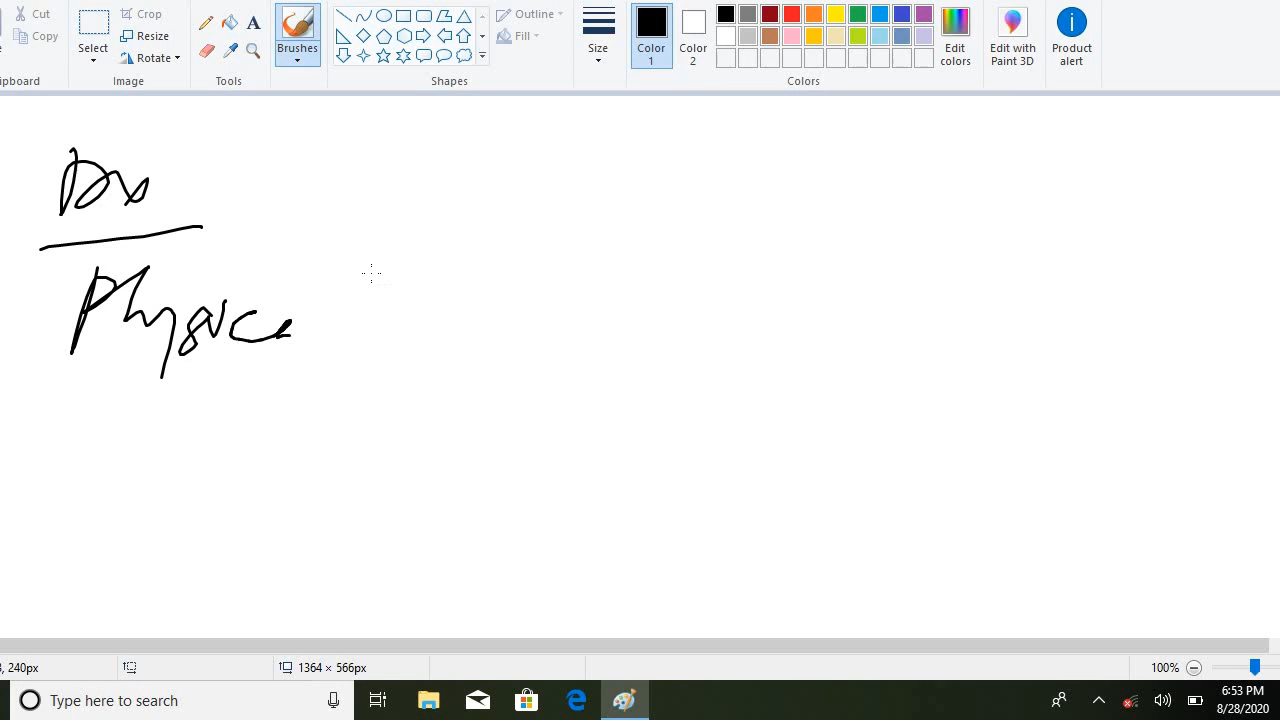 Cut Crop Outline
Copy Select Resize Brushes Fill Size Color 1 Color 2 Edit colors Edit with Paint 3D Product alert
Rotate
lipboard Image Tools Shapes Colors
Physics
, 240px 1364 × 566px 100%
Type here to search 6:53 PM
8/28/2020